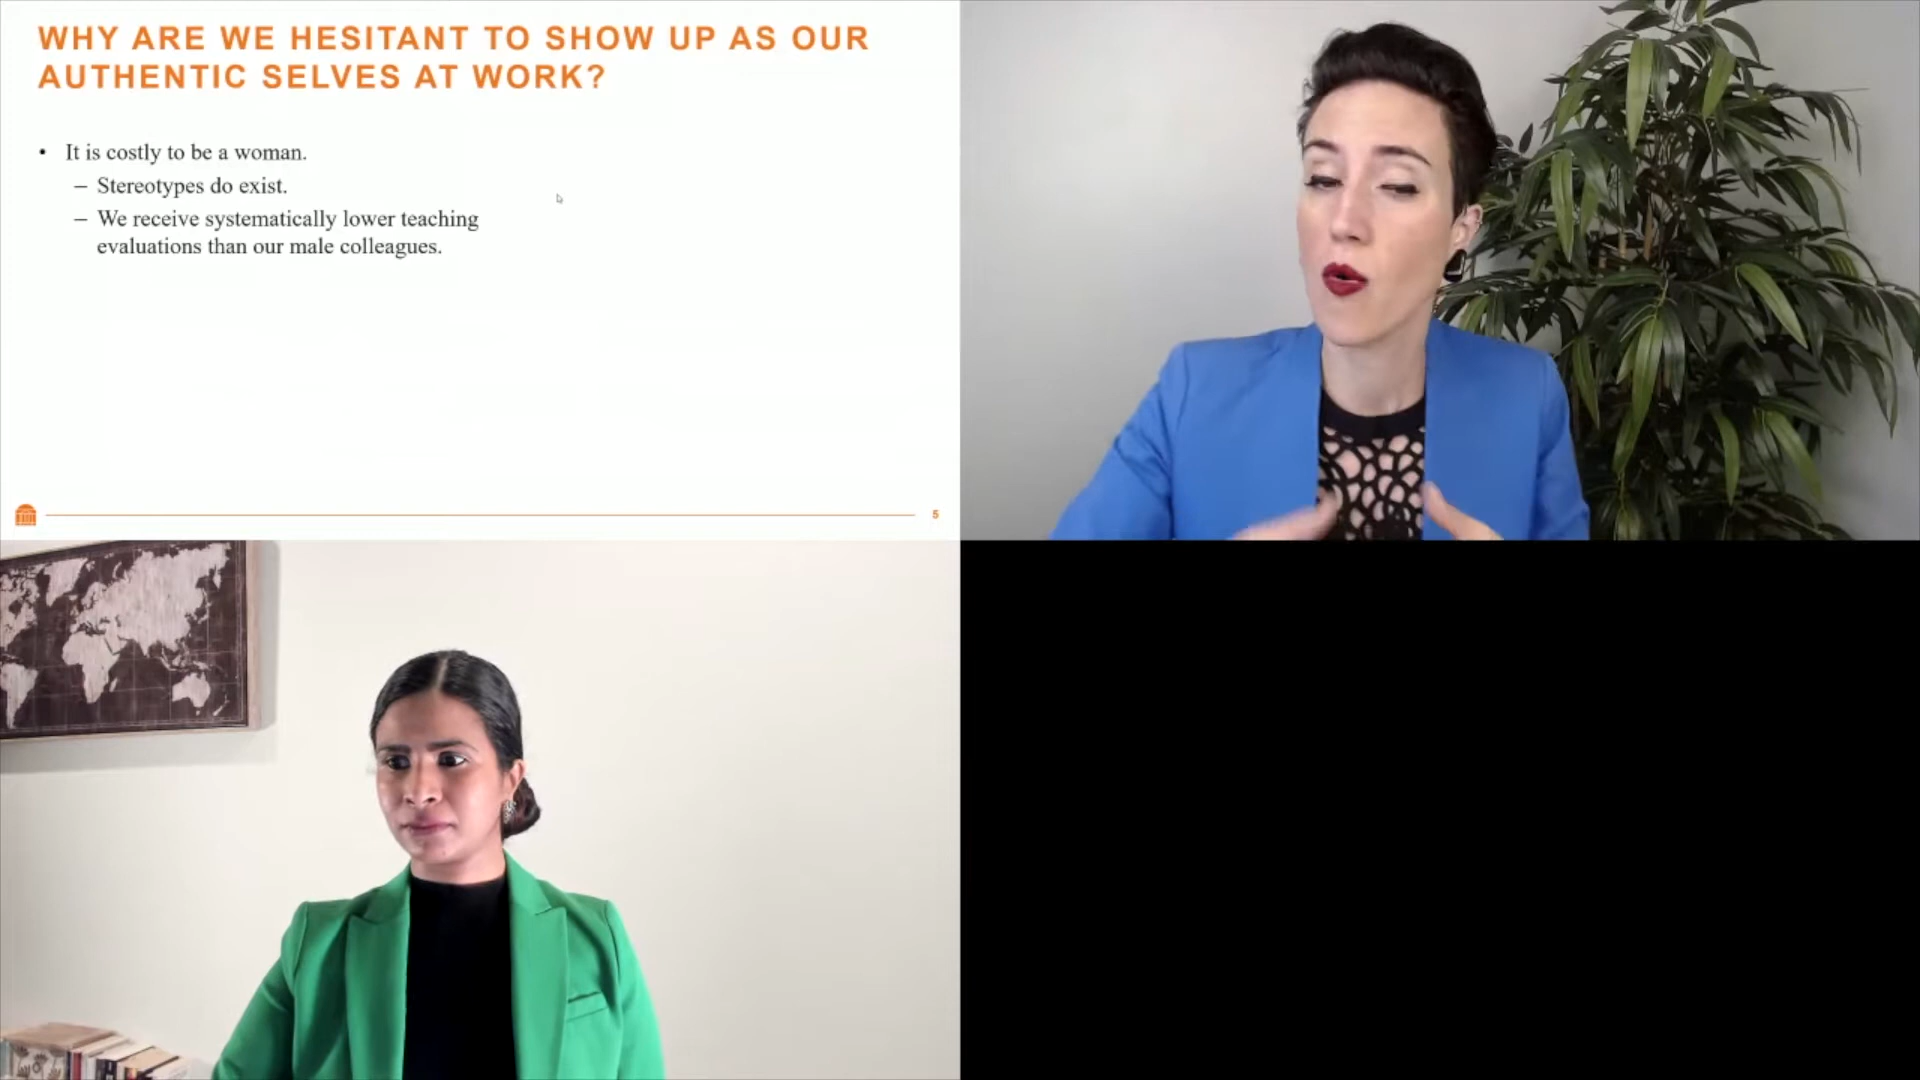 WHY ARE WE HESITANT TO SHOW UP AS OUR
AUTHENTIC SELVES AT WORK?
• It is costly to be a woman.
– Stereotypes do exist.
– We receive systematically lower teaching
evaluations than our male colleagues.
5